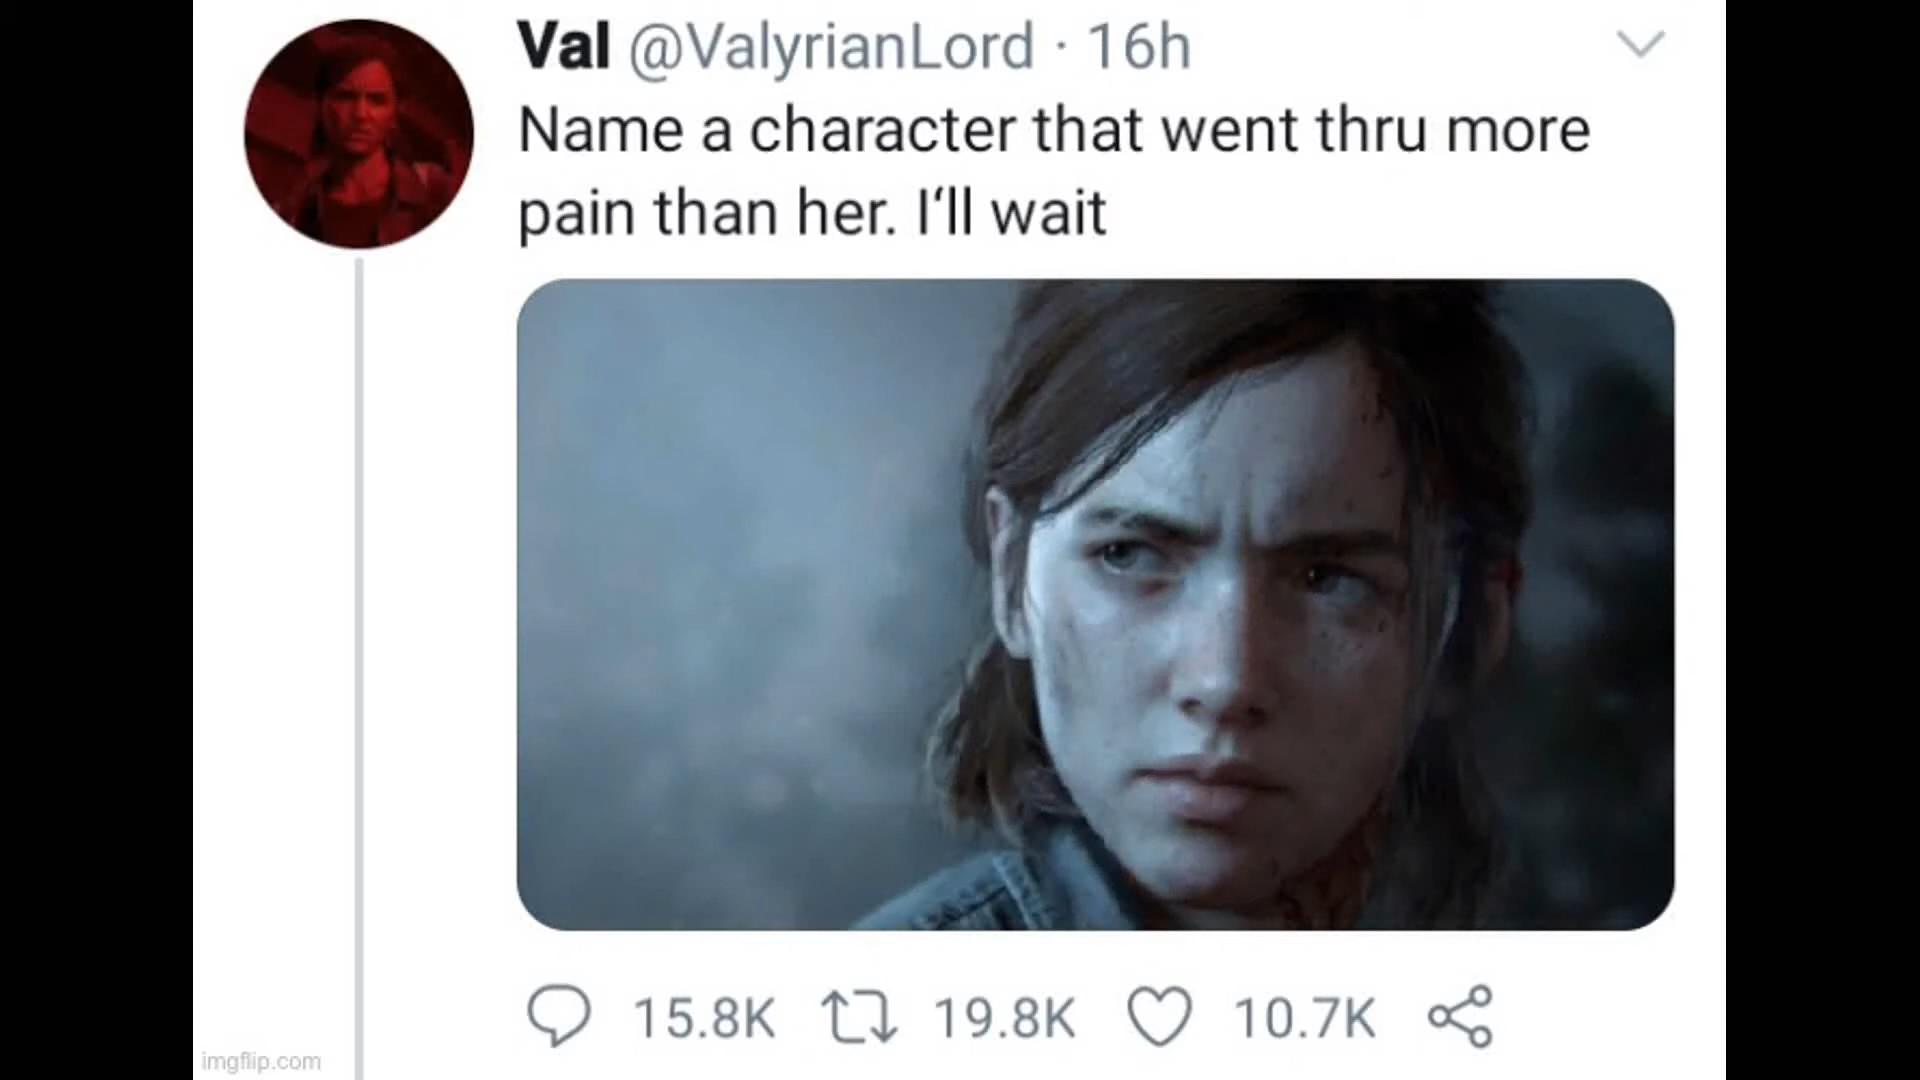 Val @ValyrianLord · 16h
Name a character that went thru more
pain than her. I‘ll wait
15.8K 19.8K 10.7K
imgflip.com